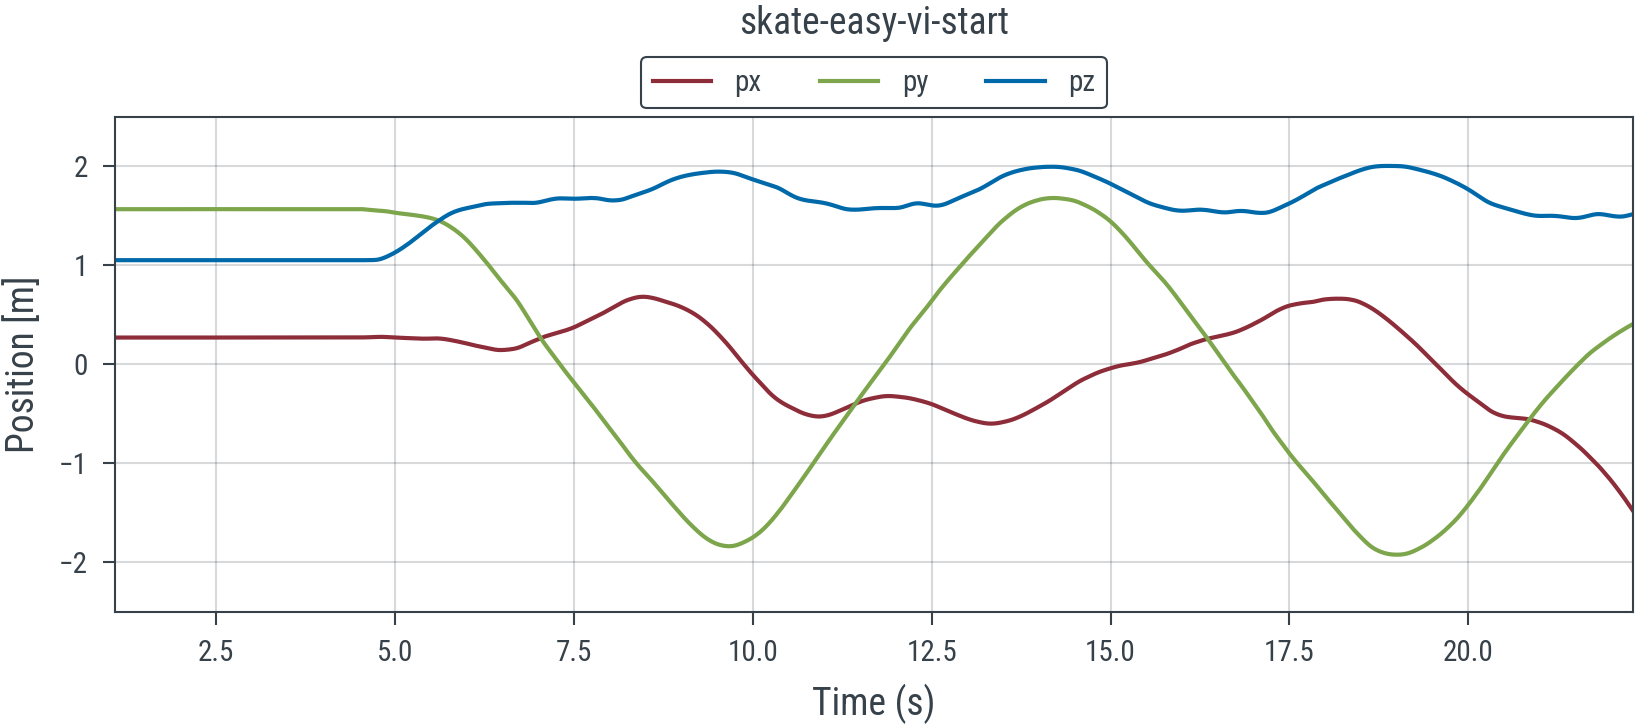 skate-easy-vi-start
px py pz
Position [m]
2
1
0
−1
−2
2.5 5.0 7.5 10.0 12.5 15.0 17.5 20.0
Time (s)